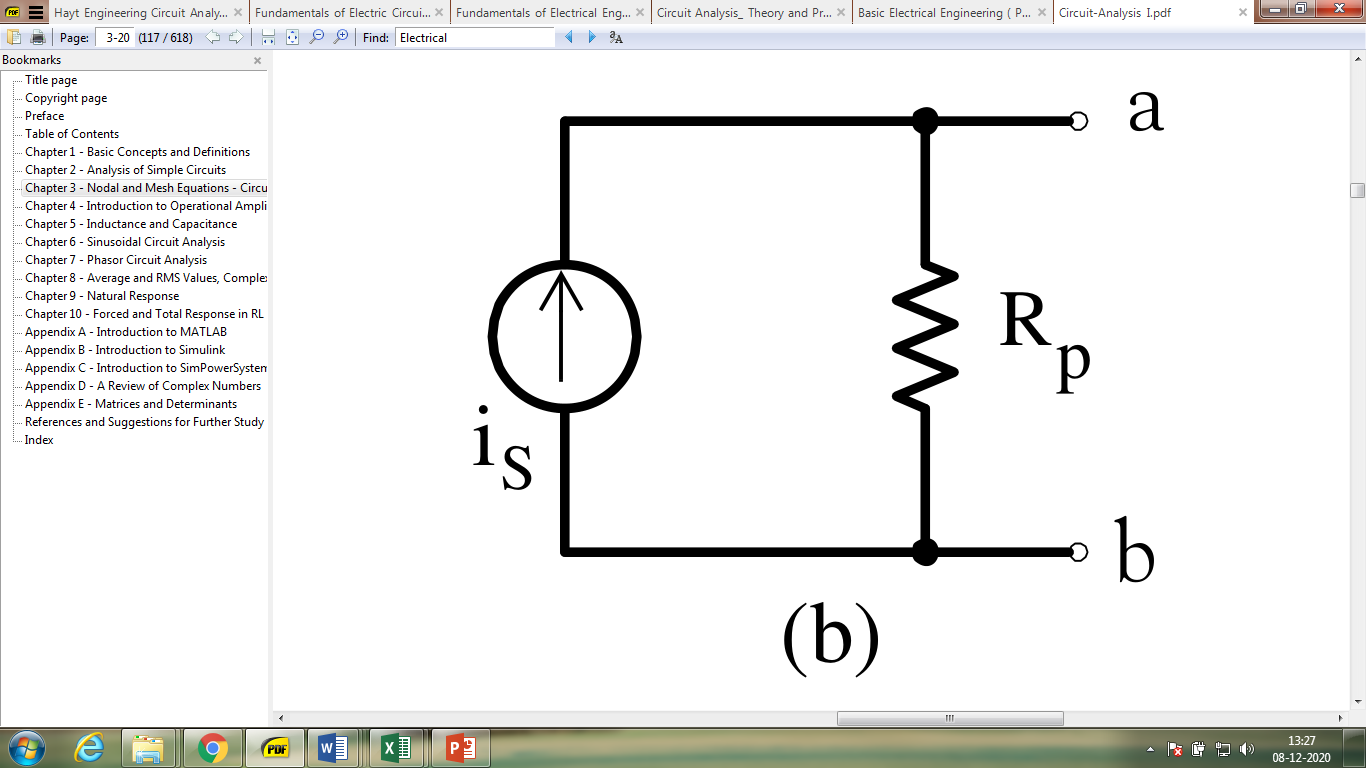 Hayt Engineering Circuit Analy...
Fundamentals of Electric Circui...
Fundamentals of Electrical Eng...
Circuit Analysis_ Theory and Pr...
Basic Electrical Engineering ( P...
Circuit-Analysis I.pdf
Page: 3-20 (117 / 618) Find: Electrical
Bookmarks
Title page
Copyright page
Preface
Table of Contents
Chapter 1 - Basic Concepts and Definitions
Chapter 2 - Analysis of Simple Circuits
Chapter 3 - Nodal and Mesh Equations - Circu
Chapter 4 - Introduction to Operational Ampli
Chapter 5 - Inductance and Capacitance
Chapter 6 - Sinusoidal Circuit Analysis
Chapter 7 - Phasor Circuit Analysis
Chapter 8 - Average and RMS Values, Complex
Chapter 9 - Natural Response
Chapter 10 - Forced and Total Response in RL
Appendix A - Introduction to MATLAB
Appendix B - Introduction to Simulink
Appendix C - Introduction to SimPowerSystem
Appendix D - A Review of Complex Numbers
Appendix E - Matrices and Determinants
References and Suggestions for Further Study
Index
a
Rp
iS
b
(b)
PDF
13:27
08-12-2020